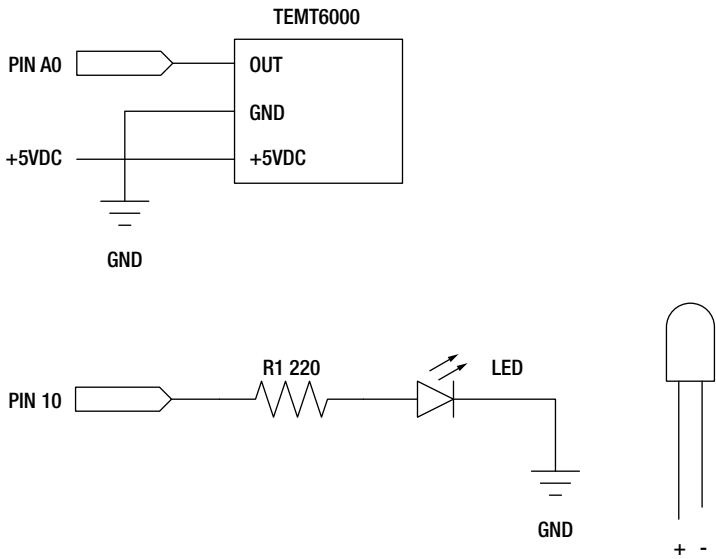 TEMT6000
PIN A0
OUT
GND
+5VDC
+5VDC
GND
R1 220
LED
PIN 10
GND
+ -